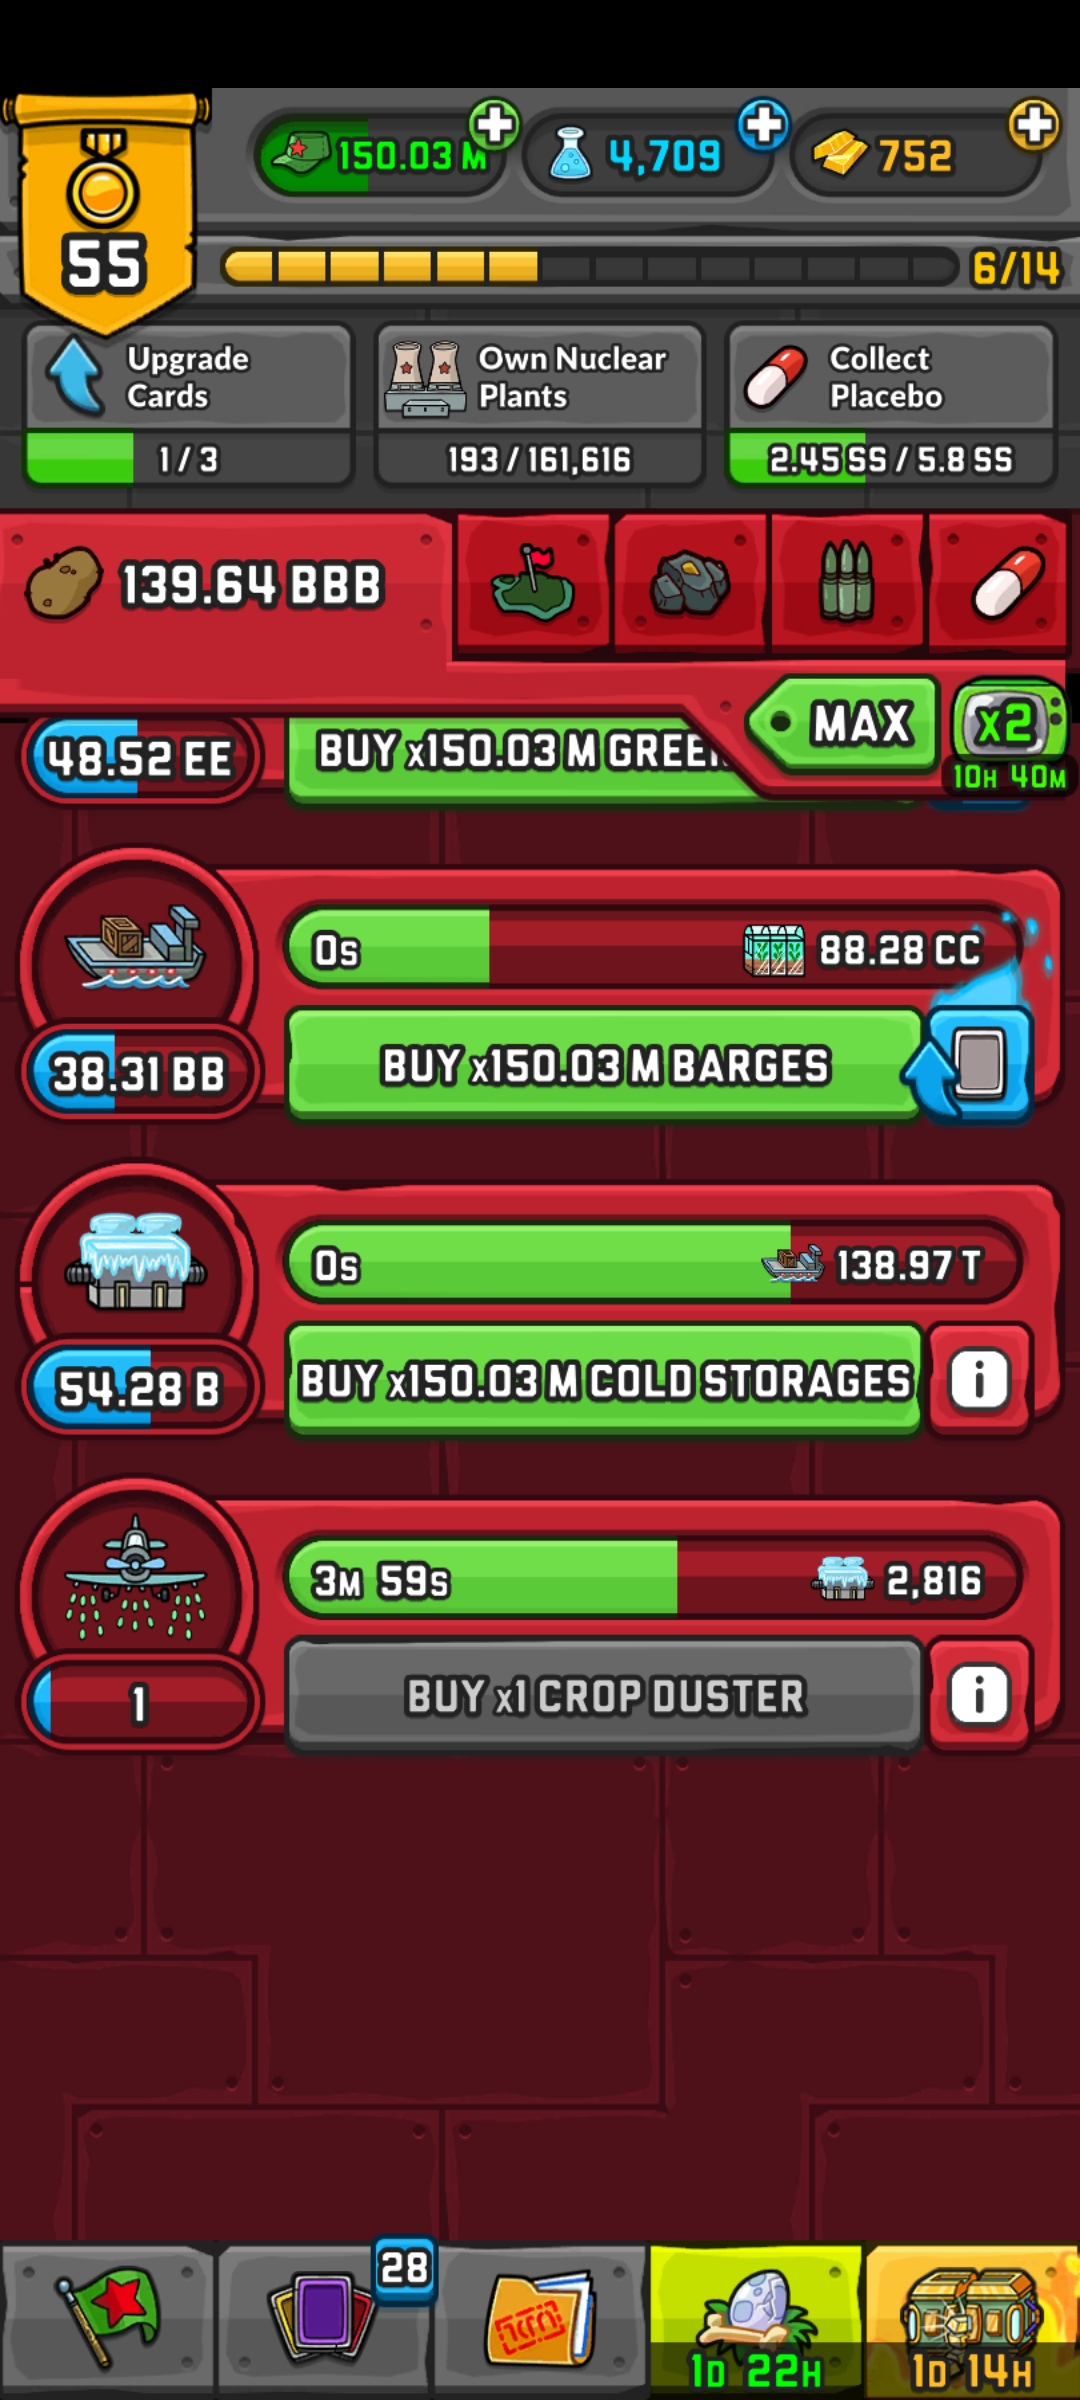 55
150.03 M
4,709
752
6/14
Upgrade
Cards
1 / 3
Own Nuclear
Plants
193 / 161,616
Collect
Placebo
2.45 SS / 5.8 SS
139.64 BBB
MAX
x2
10H 40M
48.52 EE
BUY x150.03 M
0s
88.28 CC
38.31 BB
BUY x150.03 M BARGES
0s
138.97 T
54.28 B
BUY x150.03 M COLD STORAGES
i
3M 59s
2,816
1
BUY x1 CROP DUSTER
i
28
1D 22H
1D 14H